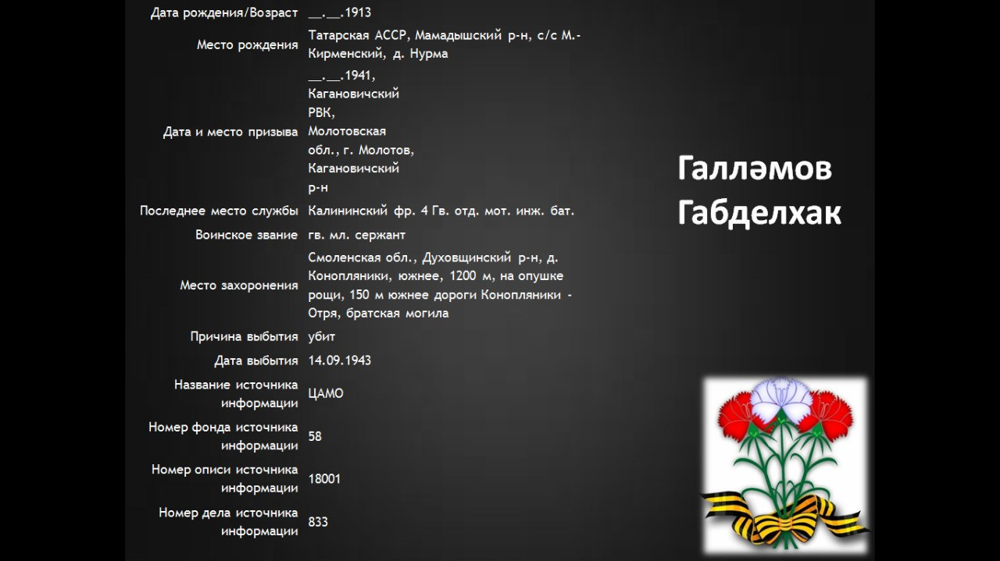 Дата рождения/Возраст __.__.1913
Место рождения Татарская АССР, Мамадышский р-н, с/с М.-
Кирменский, д. Нурма
Дата и место призыва __.__.1941,
Кагановичский
РВК,
Молотовская
обл., г. Молотов,
Кагановичский
р-н
Последнее место службы Калининский фр. 4 Гв. отд. мот. инж. бат.
Воинское звание гв. мл. сержант
Место захоронения Смоленская обл., Духовщинский р-н, д.
Конопляники, южнее, 1200 м, на опушке
рощи, 150 м южнее дороги Конопляники -
Отря, братская могила
Причина выбытия убит
Дата выбытия 14.09.1943
Название источника
информации ЦАМО
Номер фонда источника
информации 58
Номер описи источника
информации 18001
Номер дела источника
информации 833
Галләмов
Габделхак